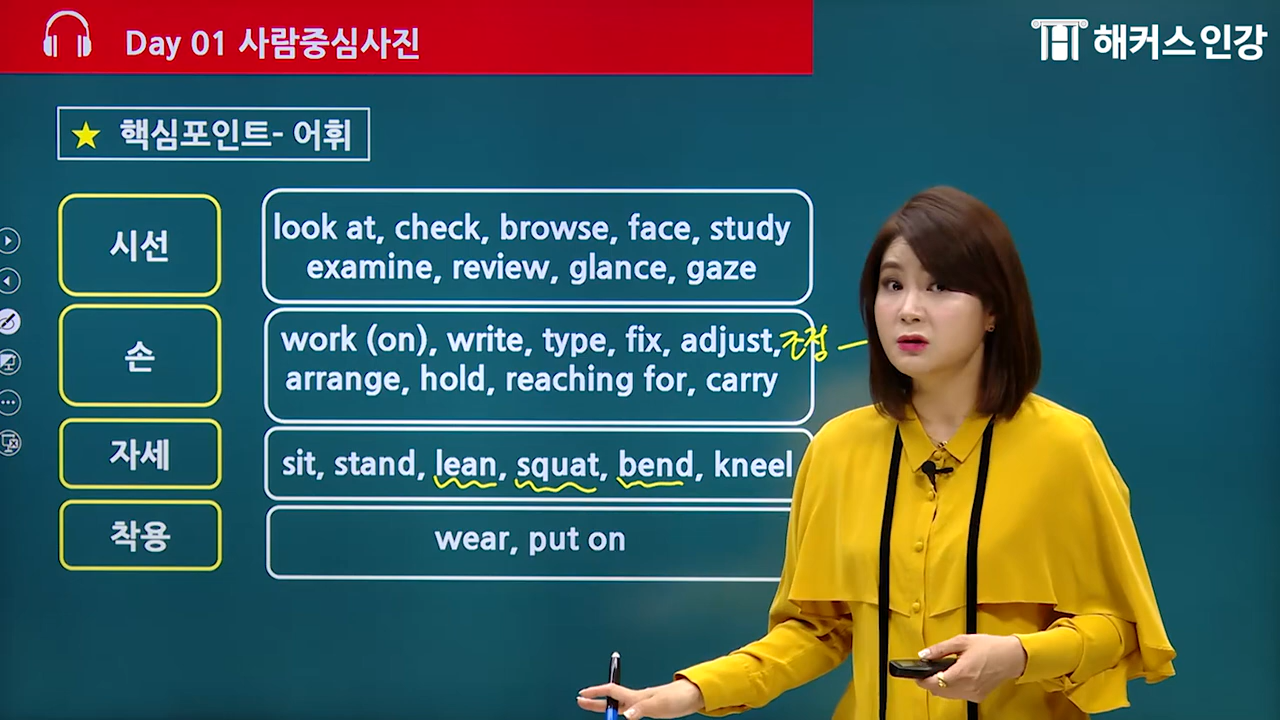 Day 01 사람중심사진
해커스인강
★ 핵심포인트- 어휘
시선
look at, check, browse, face, study
examine, review, glance, gaze
손
work (on), write, type, fix, adjust, 조정
arrange, hold, reaching for, carry
자세
sit, stand, lean, squat, bend, kneel
착용
wear, put on